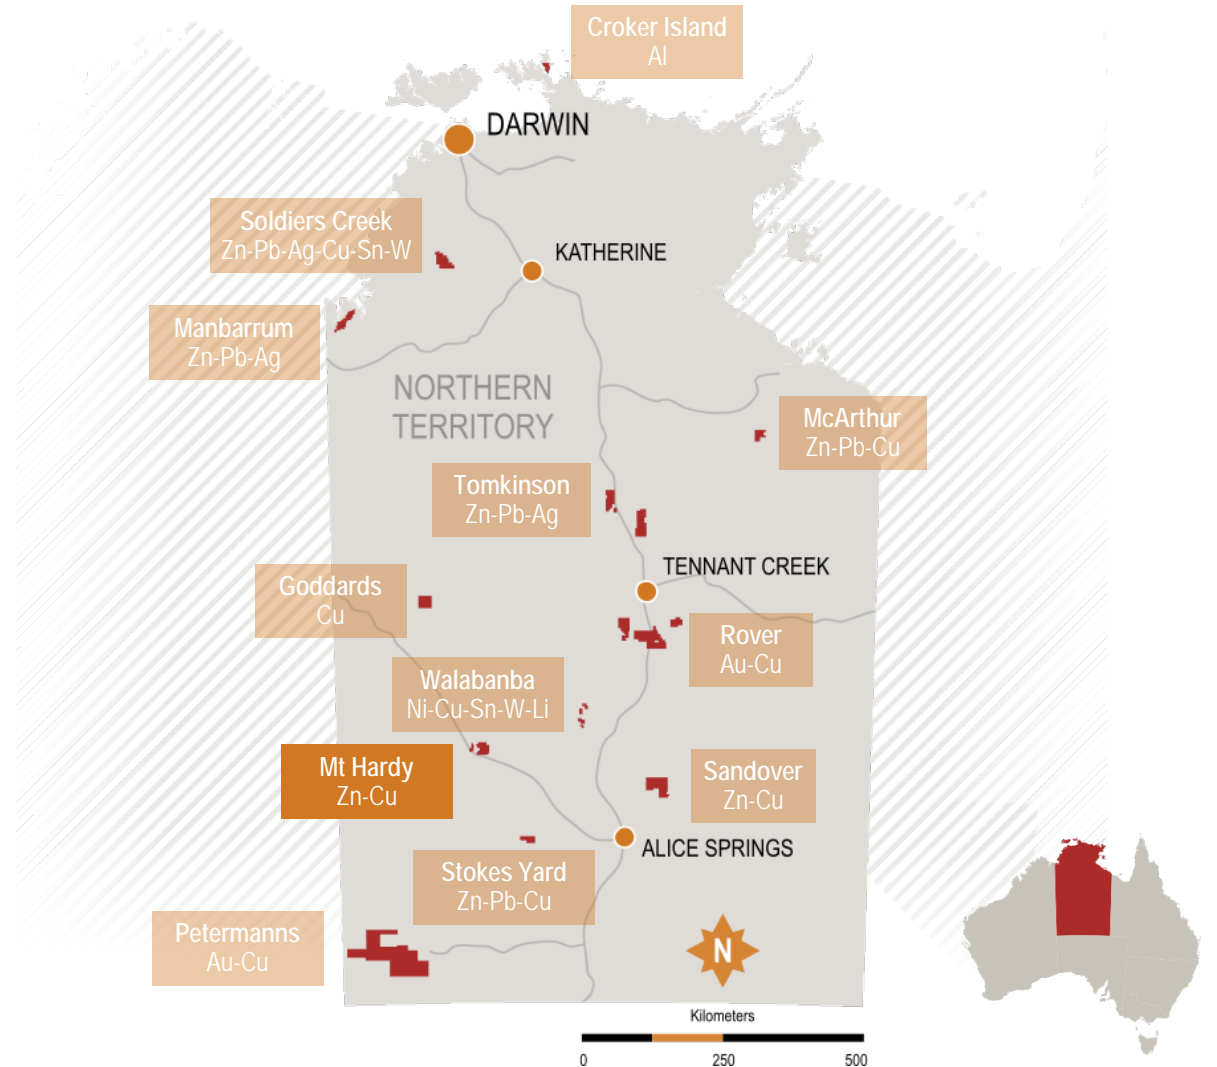 Croker Island
Al
DARWIN
Soldiers Creek
Zn-Pb-Ag-Cu-Sn-W
KATHERINE
Manbarrum
Zn-Pb-Ag
NORTHERN
TERRITORY
McArthur
Zn-Pb-Cu
Tomkinson
Zn-Pb-Ag
TENNANT CREEK
Goddards
Cu
Rover
Au-Cu
Walabanba
Ni-Cu-Sn-W-Li
Mt Hardy
Zn-Cu
Sandover
Zn-Cu
ALICE SPRINGS
Stokes Yard
Zn-Pb-Cu
Petermanns
Au-Cu
N
Kilometers
0 250 500